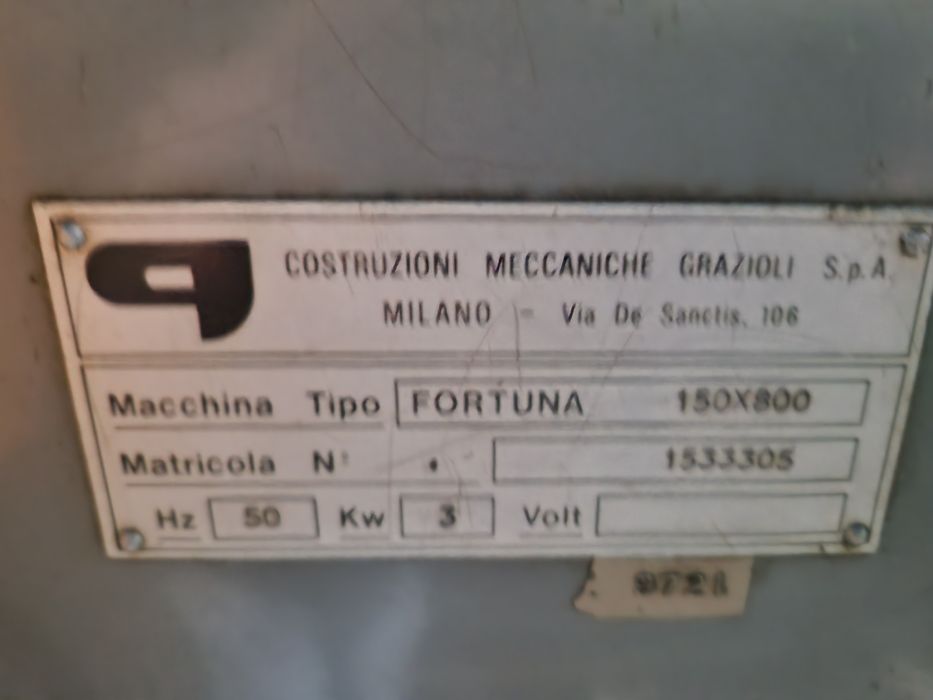 COSTRUZIONI MECCANICHE GRAZIOLI S.p.A.
MILANO - Via De Sanctis, 106
Macchina Tipo FORTUNA 150X800
Matricola N° 1533305
Hz 50 Kw 3 Volt
9721